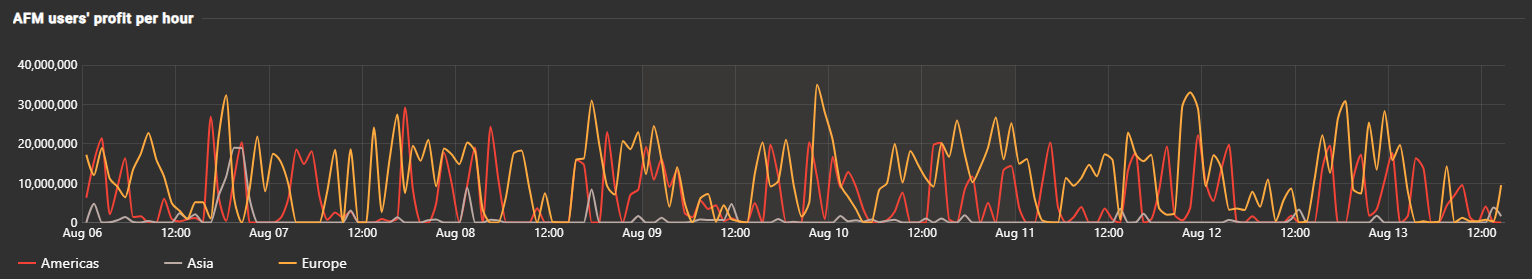 AFM users' profit per hour
40,000,000
30,000,000
20,000,000
10,000,000
0
Aug 06 12:00 Aug 07 12:00 Aug 08 12:00 Aug 09 12:00 Aug 10 12:00 Aug 11 12:00 Aug 12 12:00 Aug 13 12:00
Americas Asia Europe